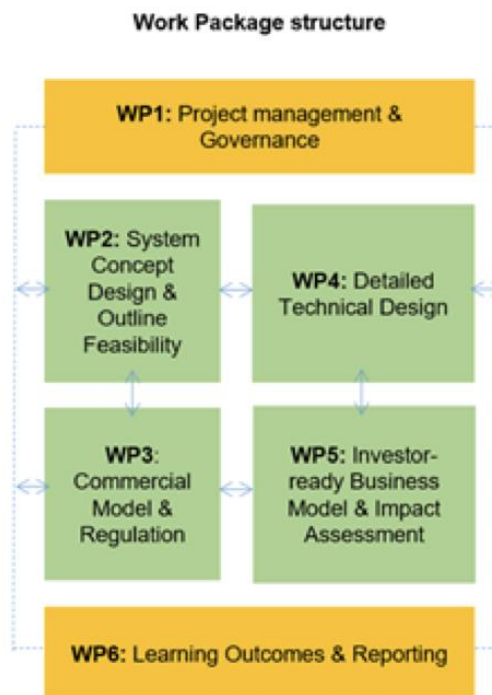 Work Package structure
WP1: Project management &
Governance
WP2: System
Concept
Design &
Outline
Feasibility
WP4: Detailed
Technical Design
WP3:
Commercial
Model &
Regulation
WP5: Investor-
ready Business
Model & Impact
Assessment
WP6: Learning Outcomes & Reporting